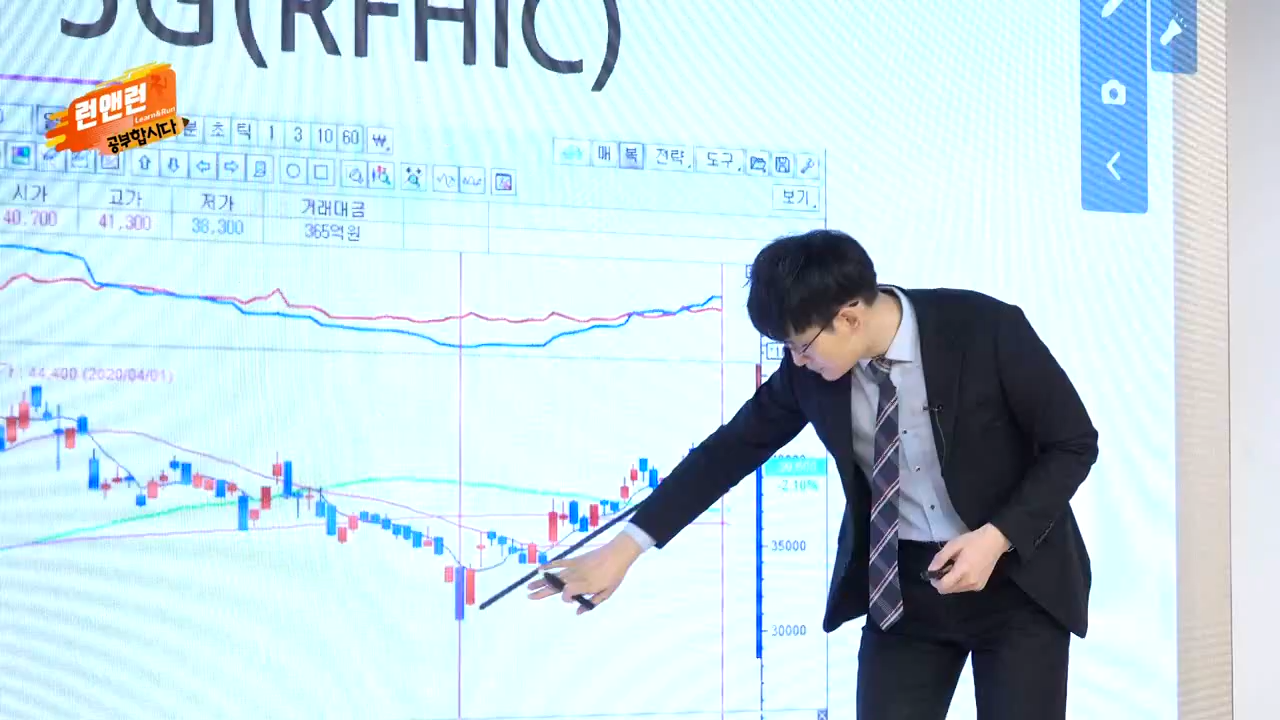 5G(RFHIC)
런앤런
Learn&Run
공부합시다
분 초 틱 1 3 10 60 ₩
매 복 전략 도구
보기
시가 고가 저가 거래대금
40,700 41,300 38,300 365억원
44,400 (2020/04/01)
-2.10%
35000
30000